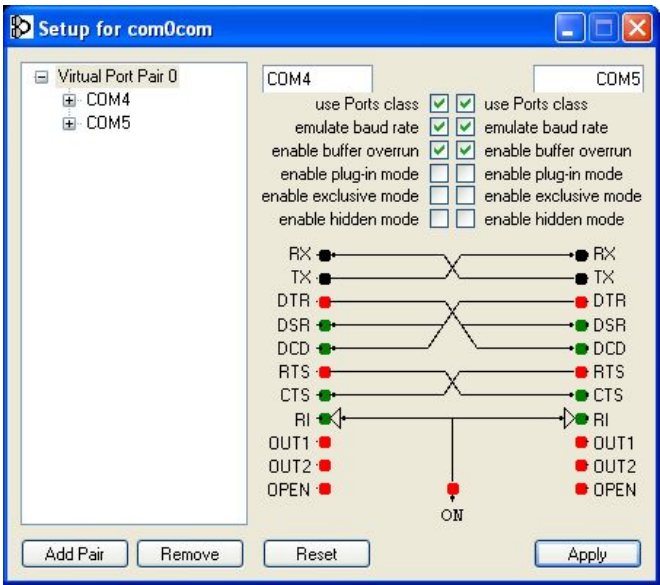 Setup for com0com
Virtual Port Pair 0
COM4
COM5
COM4 COM5
use Ports class use Ports class
emulate baud rate emulate baud rate
enable buffer overrun enable buffer overrun
enable plug-in mode enable plug-in mode
enable exclusive mode enable exclusive mode
enable hidden mode enable hidden mode
RX RX
TX TX
DTR DTR
DSR DSR
DCD DCD
RTS RTS
CTS CTS
RI RI
OUT1 OUT1
OUT2 OUT2
OPEN OPEN
ON
Add Pair Remove Reset Apply